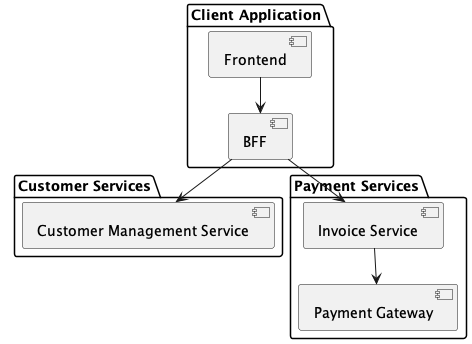 Client Application
Frontend
BFF
Customer Services
Payment Services
Customer Management Service
Invoice Service
Payment Gateway